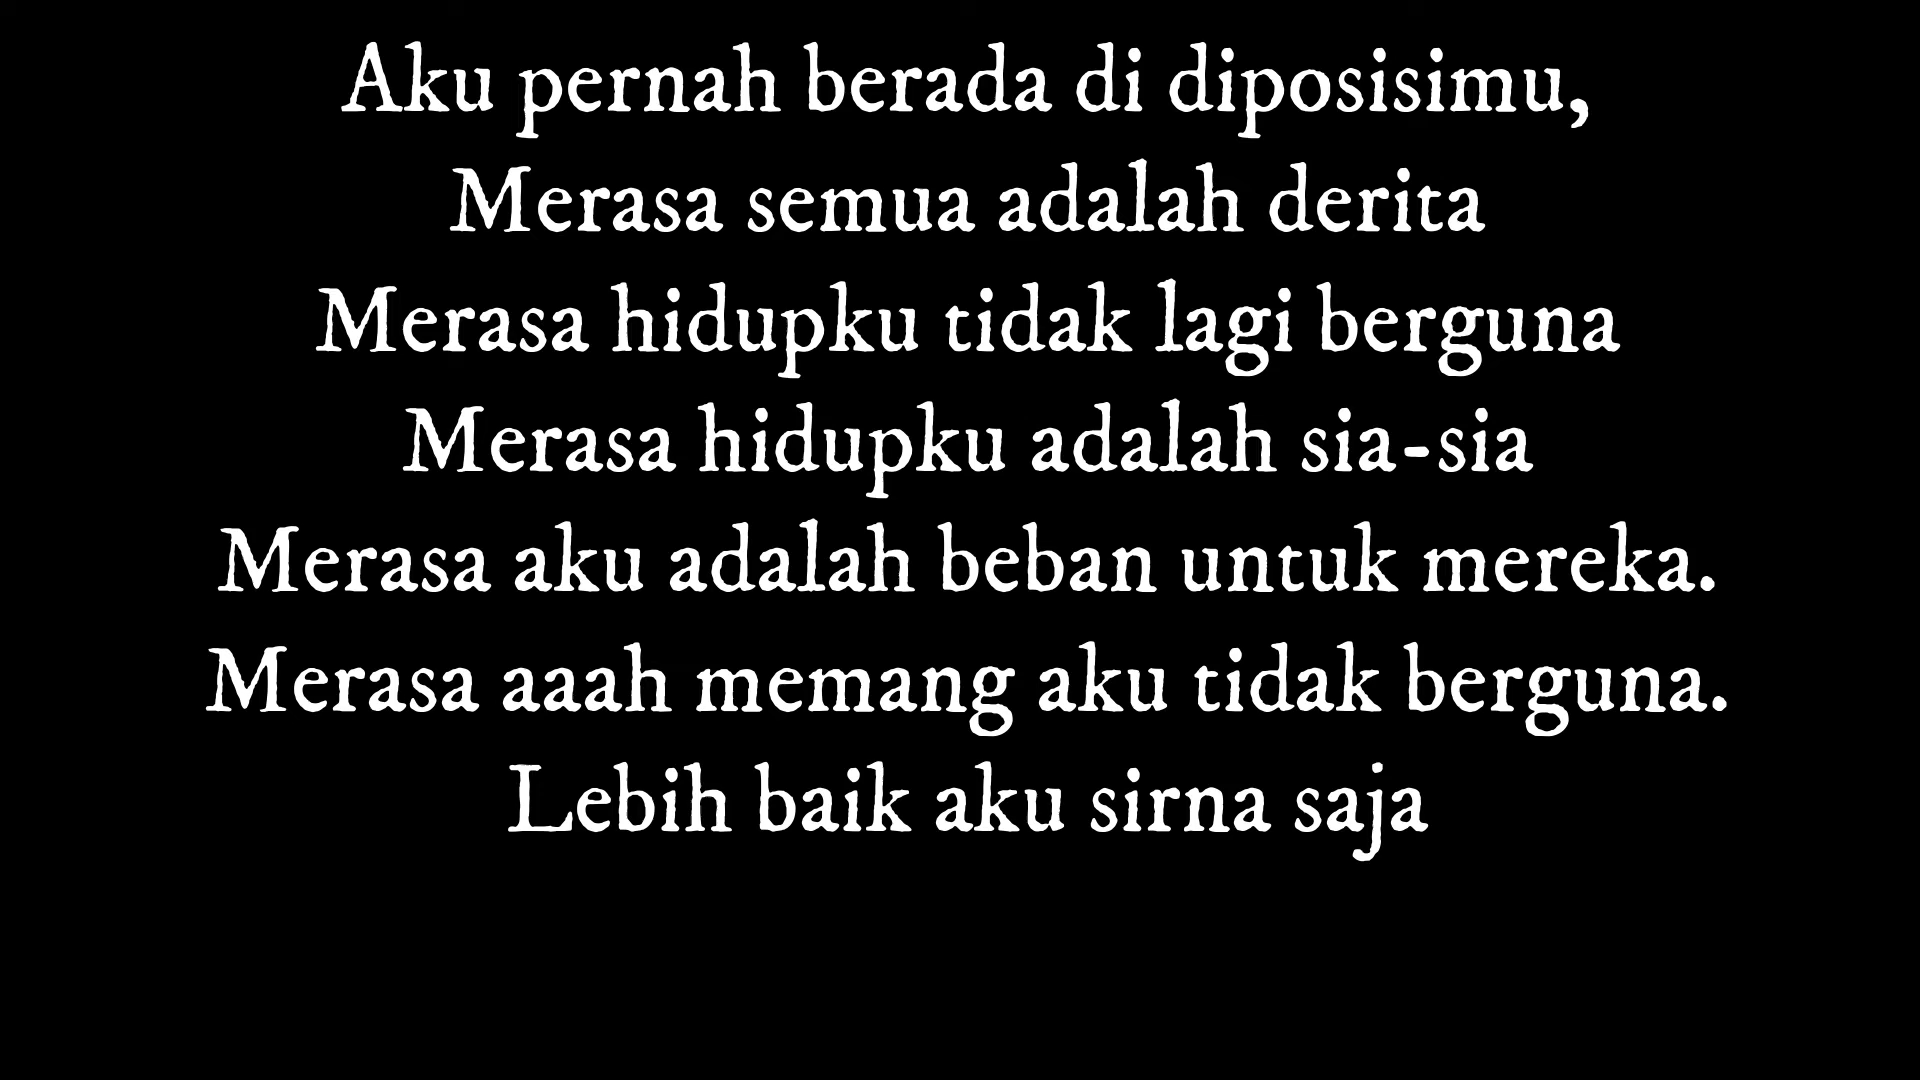 Aku pernah berada di diposisimu,
Merasa semua adalah derita
Merasa hidupku tidak lagi berguna
Merasa hidupku adalah sia-sia
Merasa aku adalah beban untuk mereka.
Merasa aaah memang aku tidak berguna.
Lebih baik aku sirna saja